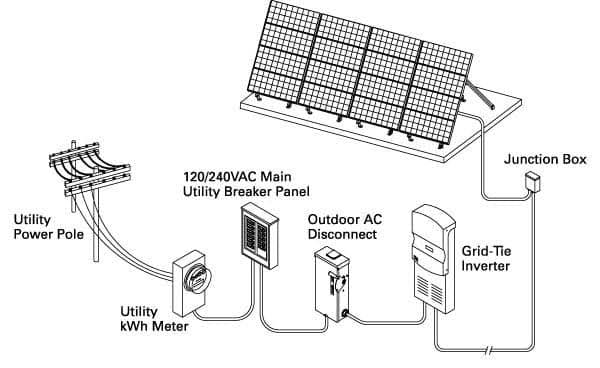 Junction Box
120/240VAC Main
Utility Breaker Panel
Utility
Power Pole
Outdoor AC
Disconnect
Grid-Tie
Inverter
Utility
kWh Meter